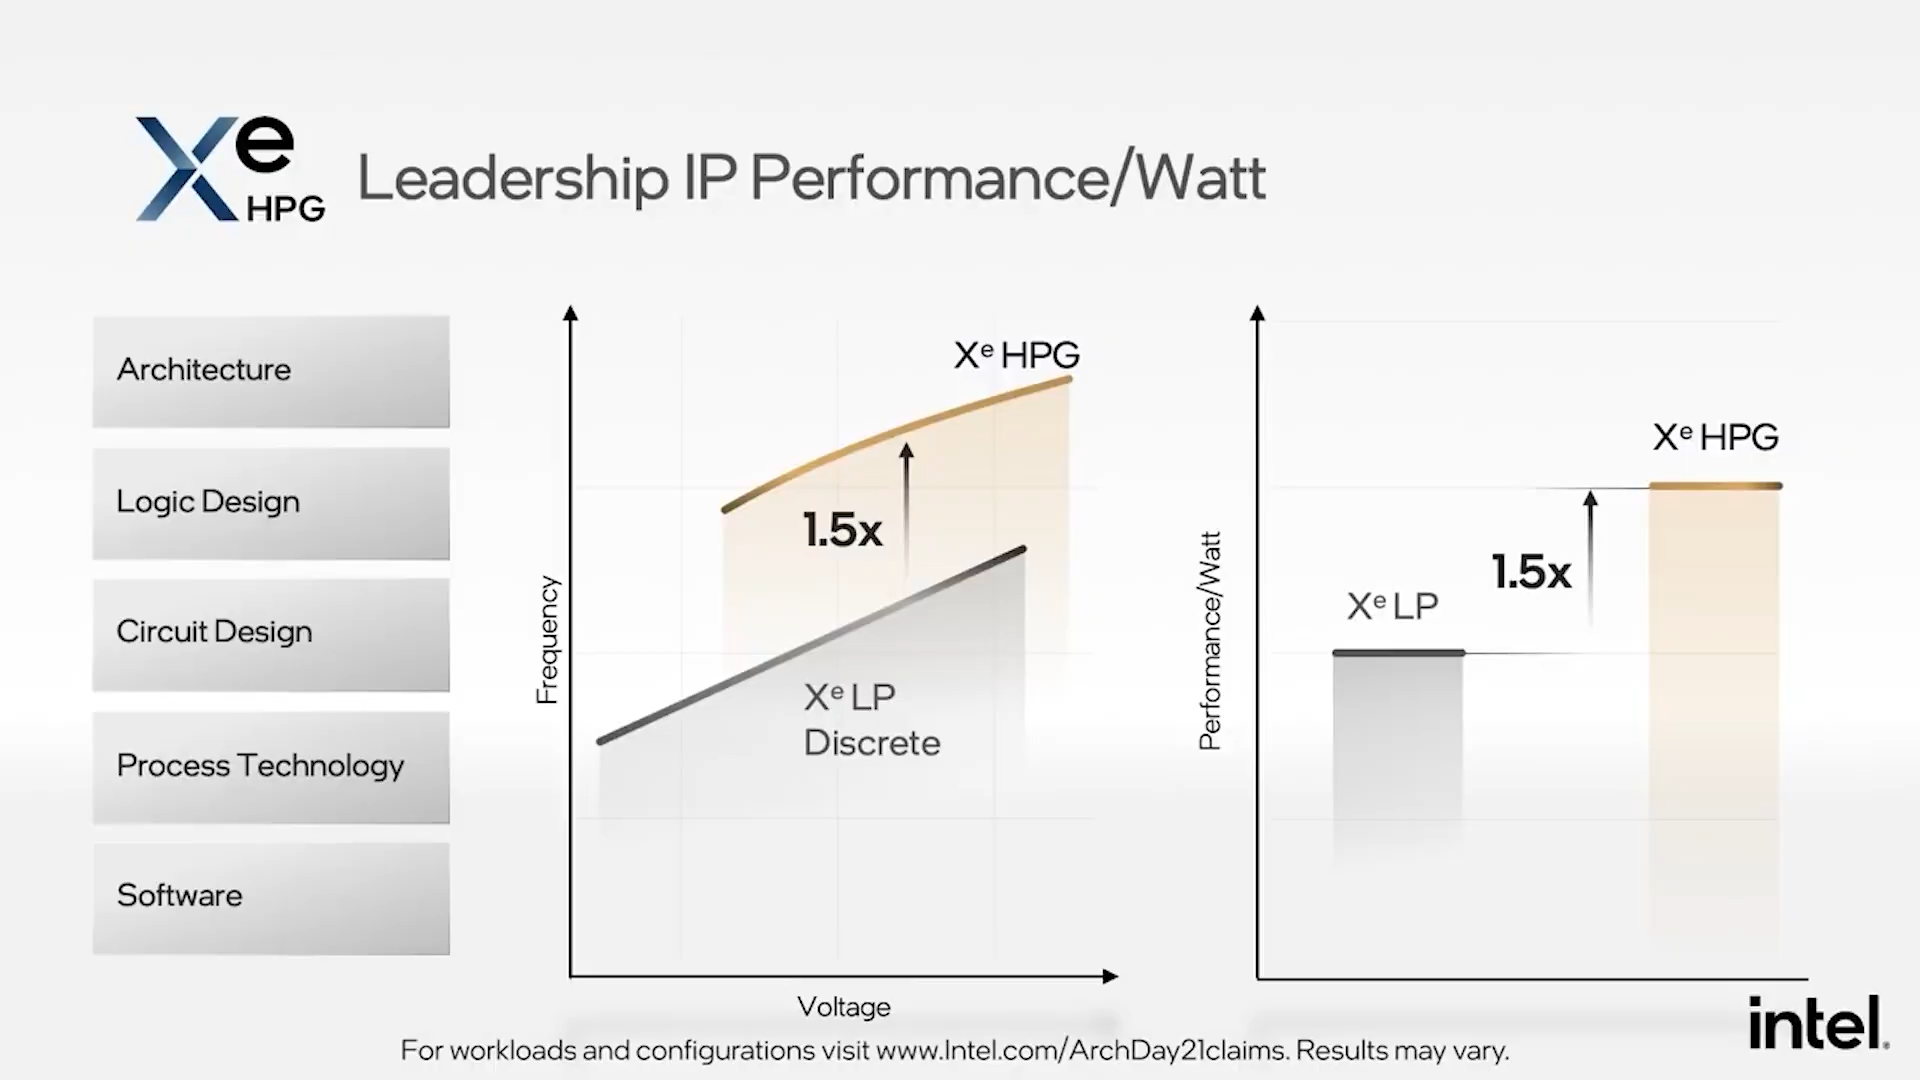 Xe HPG
Leadership IP Performance/Watt
Architecture
Logic Design
Circuit Design
Process Technology
Software
Frequency
Xe HPG
1.5x
Xe LP
Discrete
Voltage
Performance/Watt
Xe HPG
1.5x
Xe LP
For workloads and configurations visit www.Intel.com/ArchDay21claims. Results may vary.
intel.